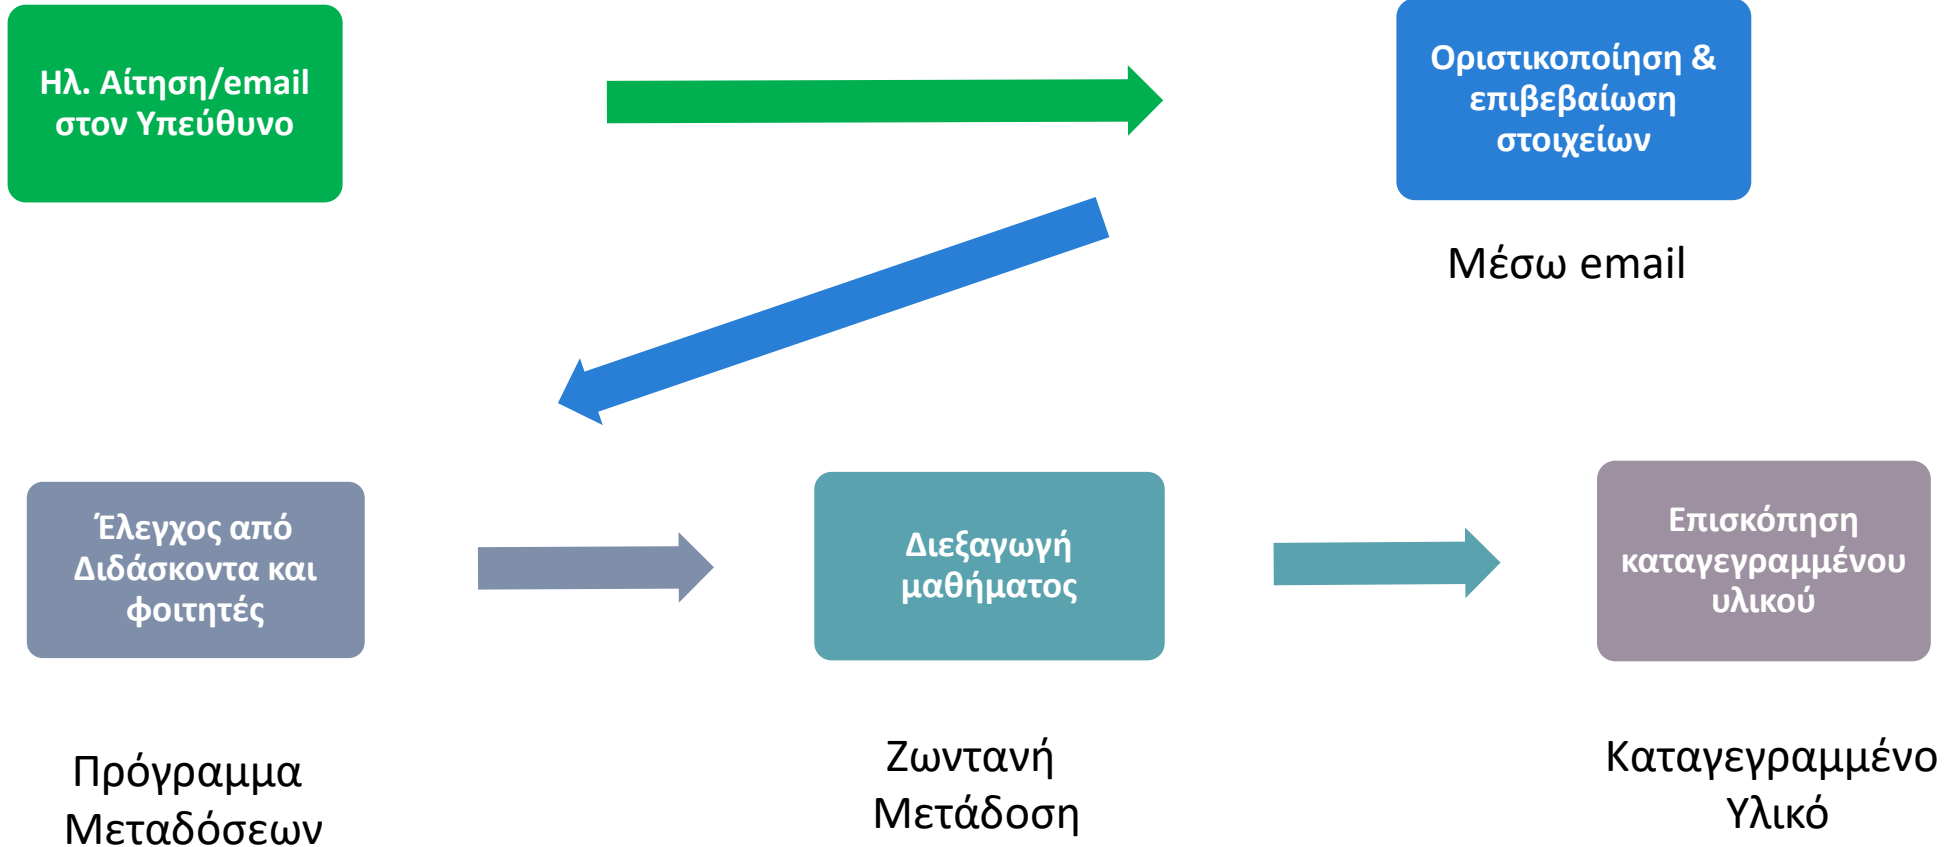 Ηλ. Αίτηση/email
στον Υπεύθυνο
Οριστικοποίηση &
επιβεβαίωση
στοιχείων
Μέσω email
Έλεγχος από
Διδάσκοντα και
φοιτητές
Διεξαγωγή
μαθήματος
Επισκόπηση
καταγεγραμμένου
υλικού
Πρόγραμμα
Μεταδόσεων
Ζωντανή
Μετάδοση
Καταγεγραμμένο
Υλικό